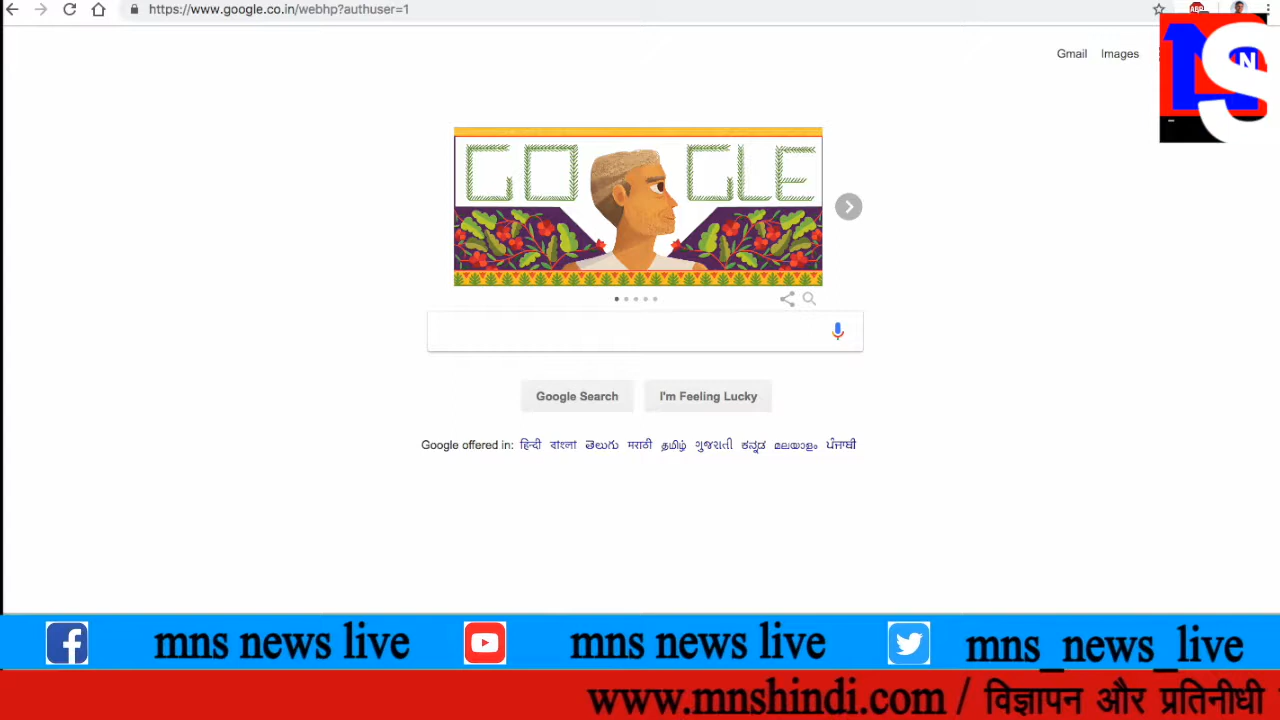 https://www.google.co.in/webhp?authuser=1
ABP
Gmail Images
N S N
GOOGLE
Google Search I'm Feeling Lucky
Google offered in: हिन्दी বাংলা తెలుగు मराठी தமிழ் ગુજરાતી ಕನ್ನಡ മലയാളം ਪੰਜਾਬੀ
mns news live mns news live mns_news_live
www.mnshindi.com / विज्ञापन और प्रतिनीधी